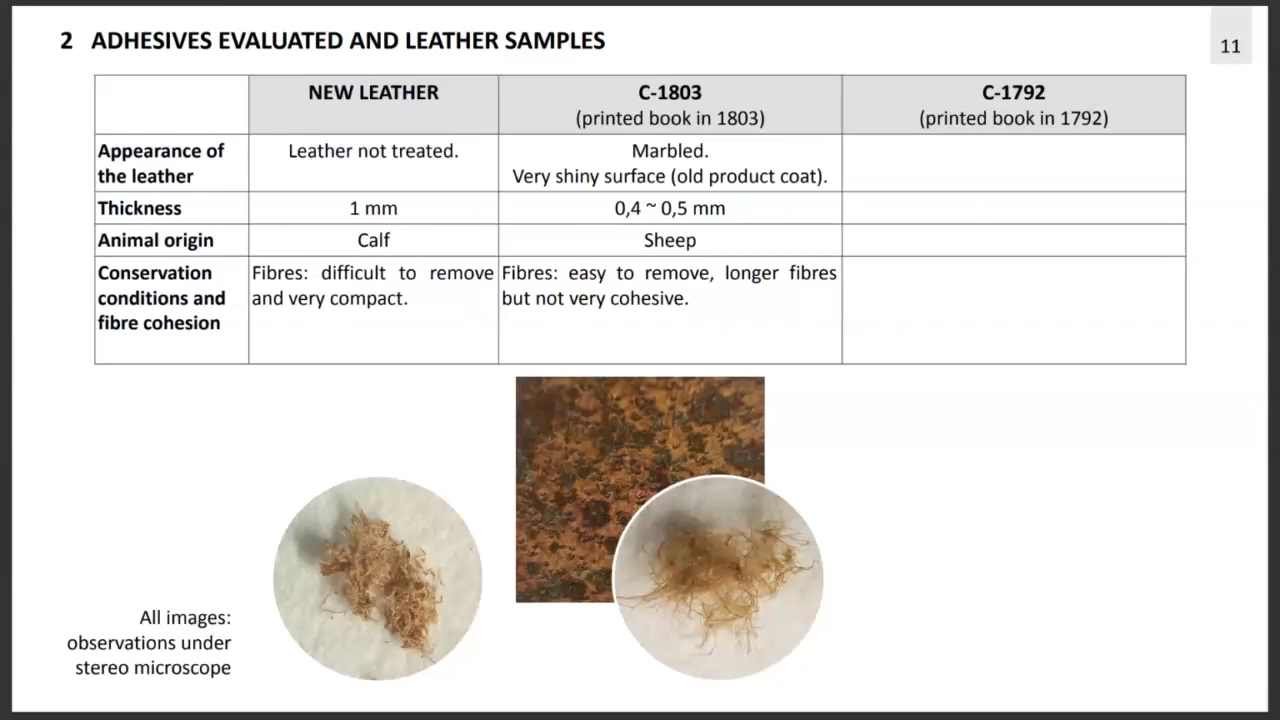 2 ADHESIVES EVALUATED AND LEATHER SAMPLES
11
NEW LEATHER
C-1803
(printed book in 1803)
C-1792
(printed book in 1792)
Appearance of
the leather
Leather not treated.
Marbled.
Very shiny surface (old product coat).
Thickness
1 mm
0,4 ~ 0,5 mm
Animal origin
Calf
Sheep
Conservation
conditions and
fibre cohesion
Fibres: difficult to remove
and very compact.
Fibres: easy to remove, longer fibres
but not very cohesive.
All images:
observations under
stereo microscope